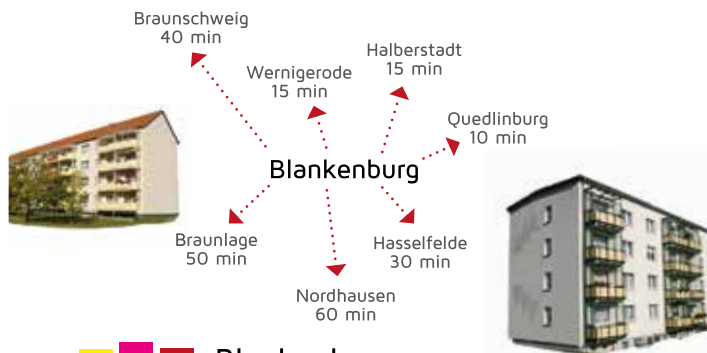 Braunschweig
40 min
Wernigerode
15 min
Halberstadt
15 min
Quedlinburg
10 min
Blankenburg
Braunlage
50 min
Hasselfelde
30 min
Nordhausen
60 min